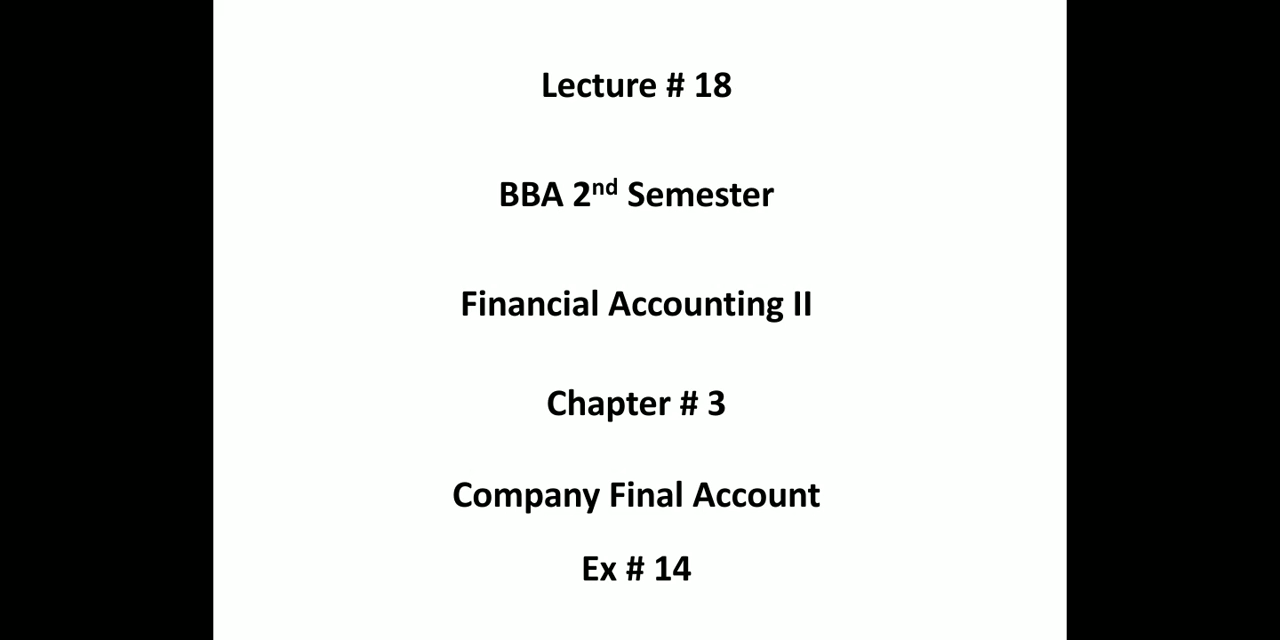 Lecture # 18
BBA 2nd Semester
Financial Accounting II
Chapter # 3
Company Final Account
Ex # 14